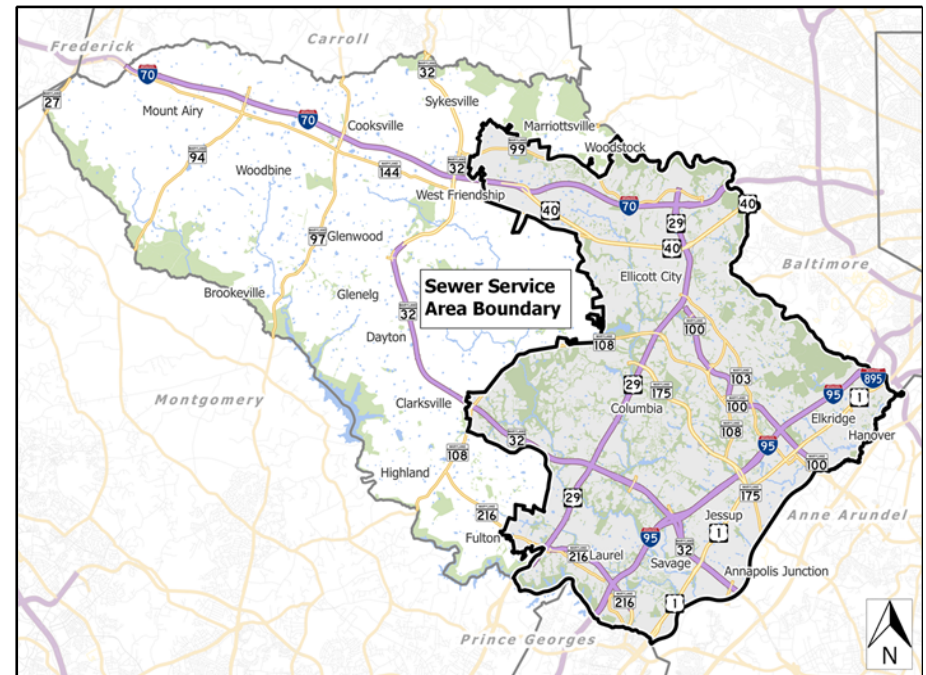 Frederick
Carroll
70
MARYLAND
32
27
Mount Airy
Sykesville
70
Cooksville
Marriottsville
MARYLAND
99
Woodstock
94
144
32
Woodbine
West Friendship
70
40
40
29
97
Glenwood
40
Baltimore
Ellicott City
Sewer Service
Area Boundary
Brookeville
Glenelg
32
100
Dayton
108
103
895
29
175
95
1
Montgomery
Clarksville
Columbia
100
Elkridge
108
Hanover
32
95
108
100
Highland
175
29
216
Jessup
Anne Arundel
Fulton
95
1
32
216
Laurel
Savage
Annapolis Junction
216
1
Prince Georges
N